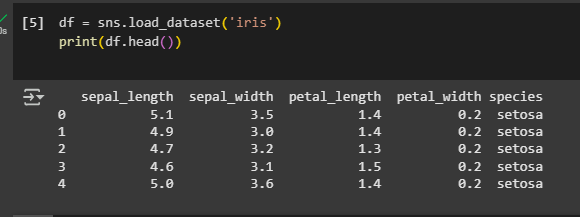 [5] df = sns.load_dataset('iris')
print(df.head())
sepal_length sepal_width petal_length petal_width species
0 5.1 3.5 1.4 0.2 setosa
1 4.9 3.0 1.4 0.2 setosa
2 4.7 3.2 1.3 0.2 setosa
3 4.6 3.1 1.5 0.2 setosa
4 5.0 3.6 1.4 0.2 setosa